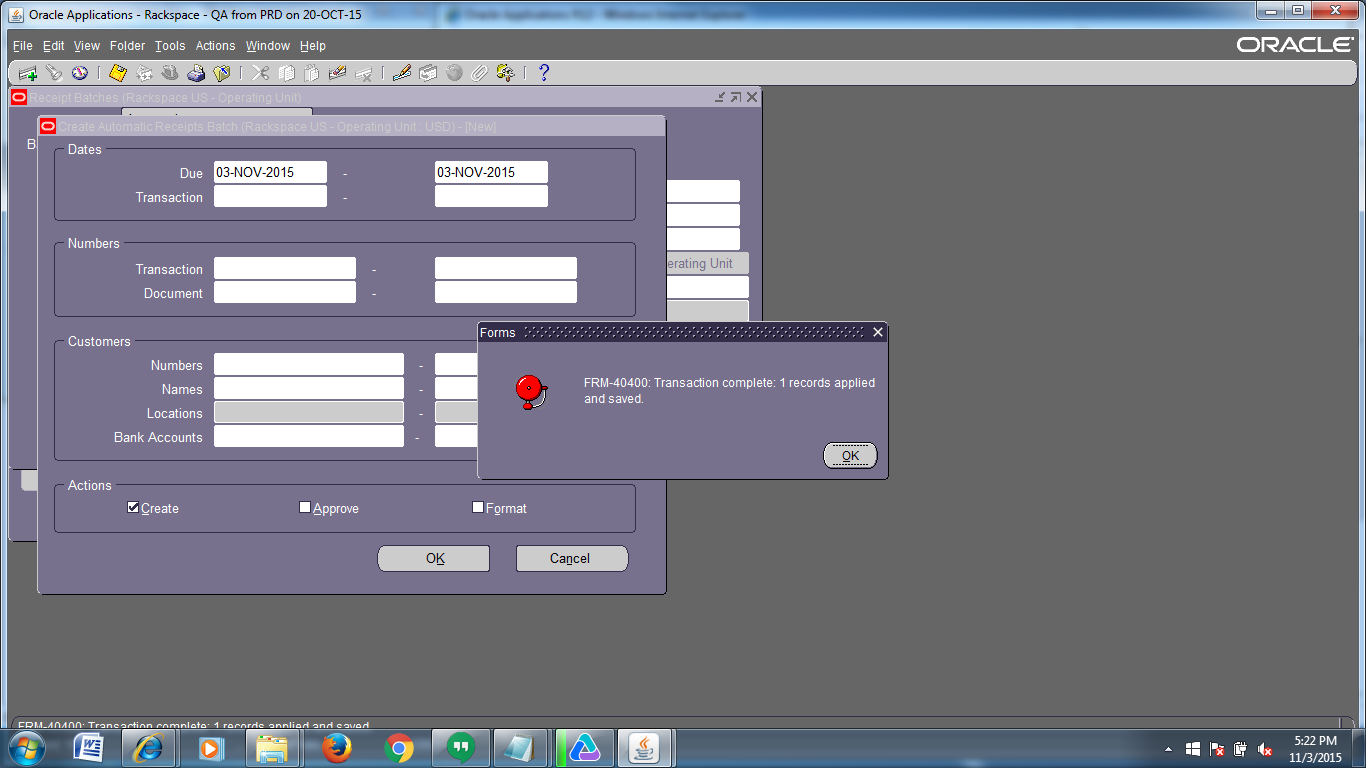 Oracle Applications - Rackspace - QA from PRD on 20-OCT-15
File Edit View Folder Tools Actions Window Help
ORACLE
Receipt Batches (Rackspace US - Operating Unit)
Create Automatic Receipts Batch (Rackspace US - Operating Unit : USD) - [New]
B
Dates
Due 03-NOV-2015 - 03-NOV-2015
Transaction -
Numbers
Transaction -
erating Unit
Document -
Forms
Customers
Numbers -
Names -
FRM-40400: Transaction complete: 1 records applied
and saved.
Locations -
Bank Accounts -
OK
Actions
Create Approve Format
OK Cancel
FRM-40400: Transaction complete: 1 records applied and saved.
5:22 PM
11/3/2015